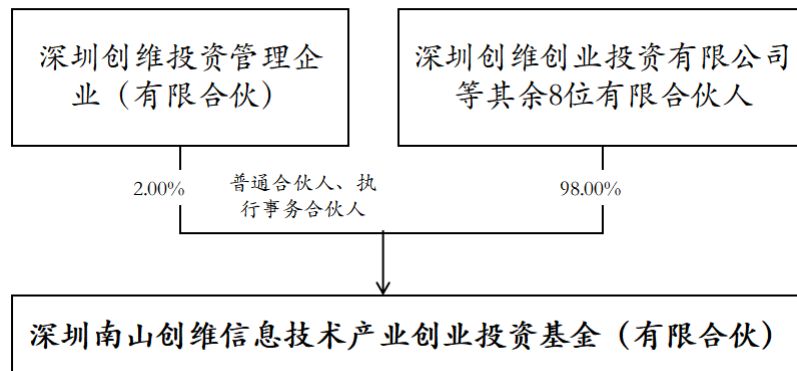 深圳创维投资管理企
业（有限合伙）
深圳创维创业投资有限公司
等其余8位有限合伙人
2.00%
普通合伙人、执
行事务合伙人
98.00%
深圳南山创维信息技术产业创业投资基金（有限合伙）